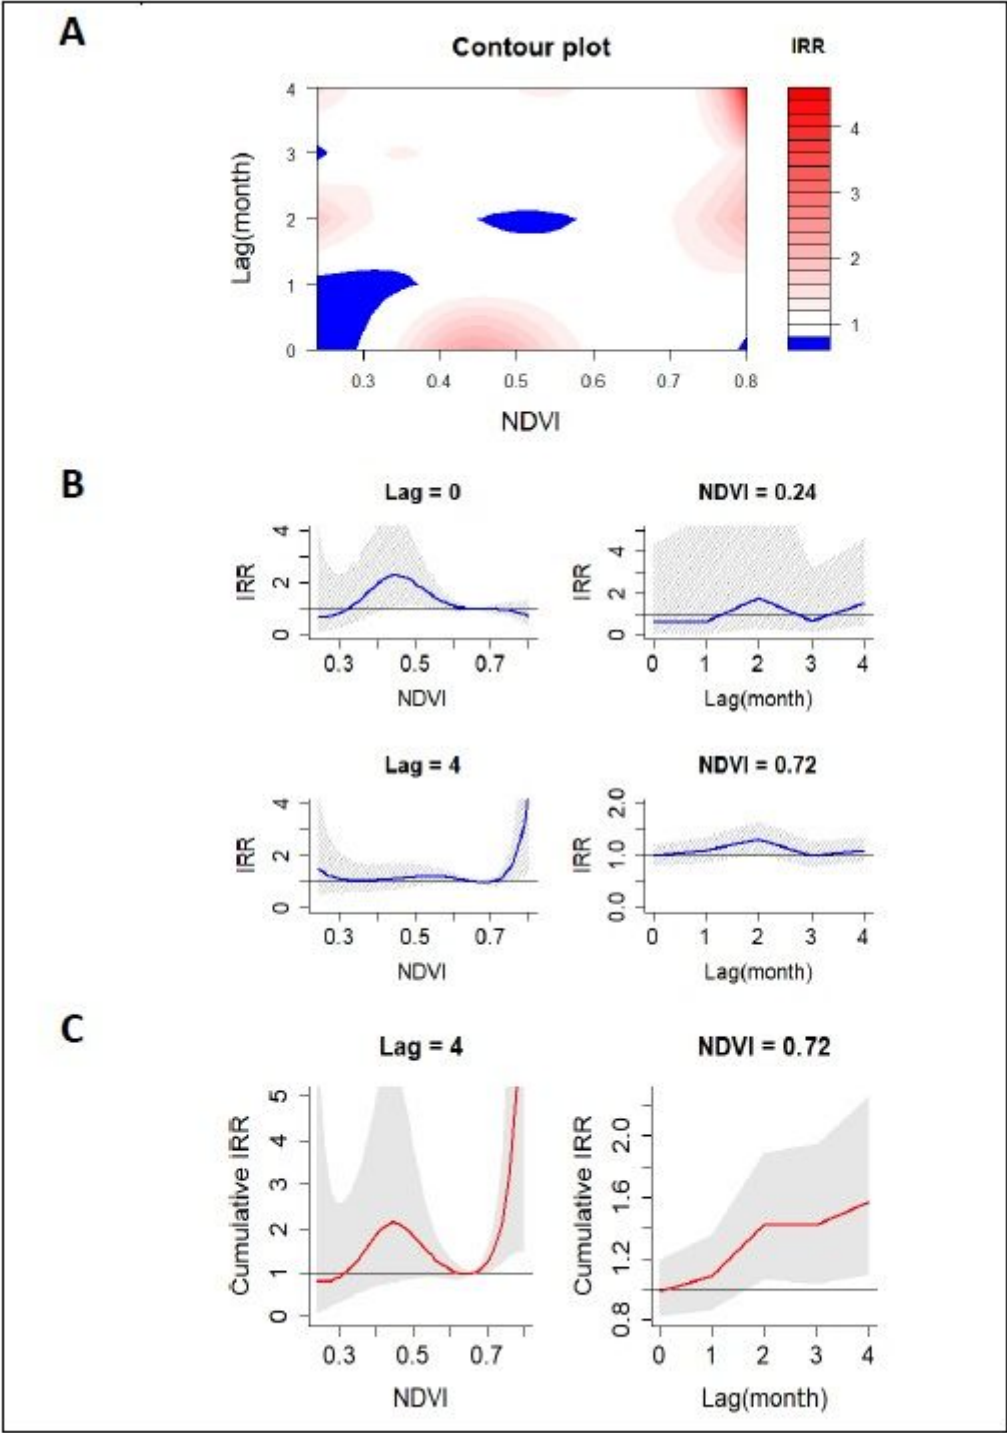 A
Contour plot
IRR
Lag(month)
4
3
2
1
0
0.3 0.4 0.5 0.6 0.7 0.8
NDVI
4
3
2
1
B
Lag = 0
IRR
4
2
0
0.3 0.5 0.7
NDVI
NDVI = 0.24
IRR
4
2
0
0 1 2 3 4
Lag(month)
Lag = 4
IRR
4
2
0
0.3 0.5 0.7
NDVI
NDVI = 0.72
IRR
2.0
1.0
0.0
0 1 2 3 4
Lag(month)
C
Lag = 4
Cumulative IRR
5
4
3
2
1
0
0.3 0.5 0.7
NDVI
NDVI = 0.72
Cumulative IRR
2.0
1.6
1.2
0.8
0 1 2 3 4
Lag(month)